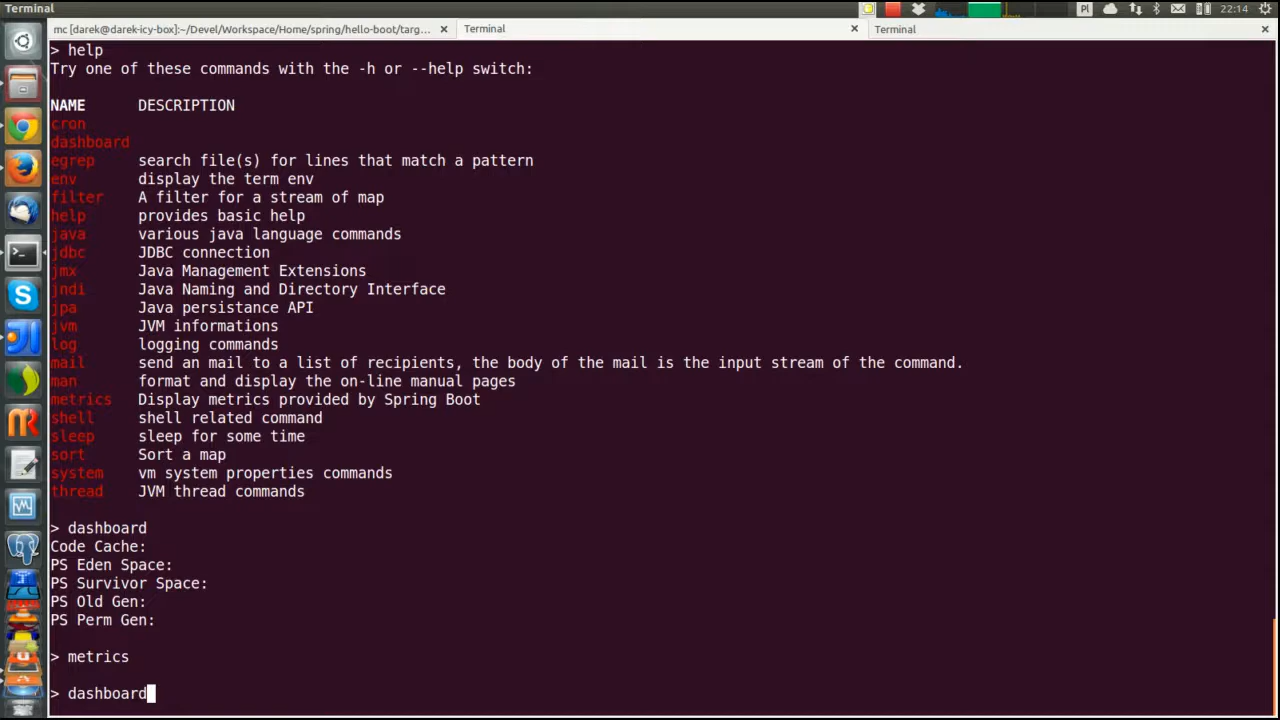 Terminal
Pl
22:14
mc [darek@darek-icy-box]:~/Devel/Workspace/Home/spring/hello-boot/targ...
Terminal
Terminal
> help
Try one of these commands with the -h or --help switch:
NAME DESCRIPTION
cron
dashboard
egrep search file(s) for lines that match a pattern
env display the term env
filter A filter for a stream of map
help provides basic help
java various java language commands
jdbc JDBC connection
jmx Java Management Extensions
jndi Java Naming and Directory Interface
jpa Java persistance API
jvm JVM informations
log logging commands
mail send an mail to a list of recipients, the body of the mail is the input stream of the command.
man format and display the on-line manual pages
metrics Display metrics provided by Spring Boot
shell shell related command
sleep sleep for some time
sort Sort a map
system vm system properties commands
thread JVM thread commands
> dashboard
Code Cache:
PS Eden Space:
PS Survivor Space:
PS Old Gen:
PS Perm Gen:
> metrics
> dashboard